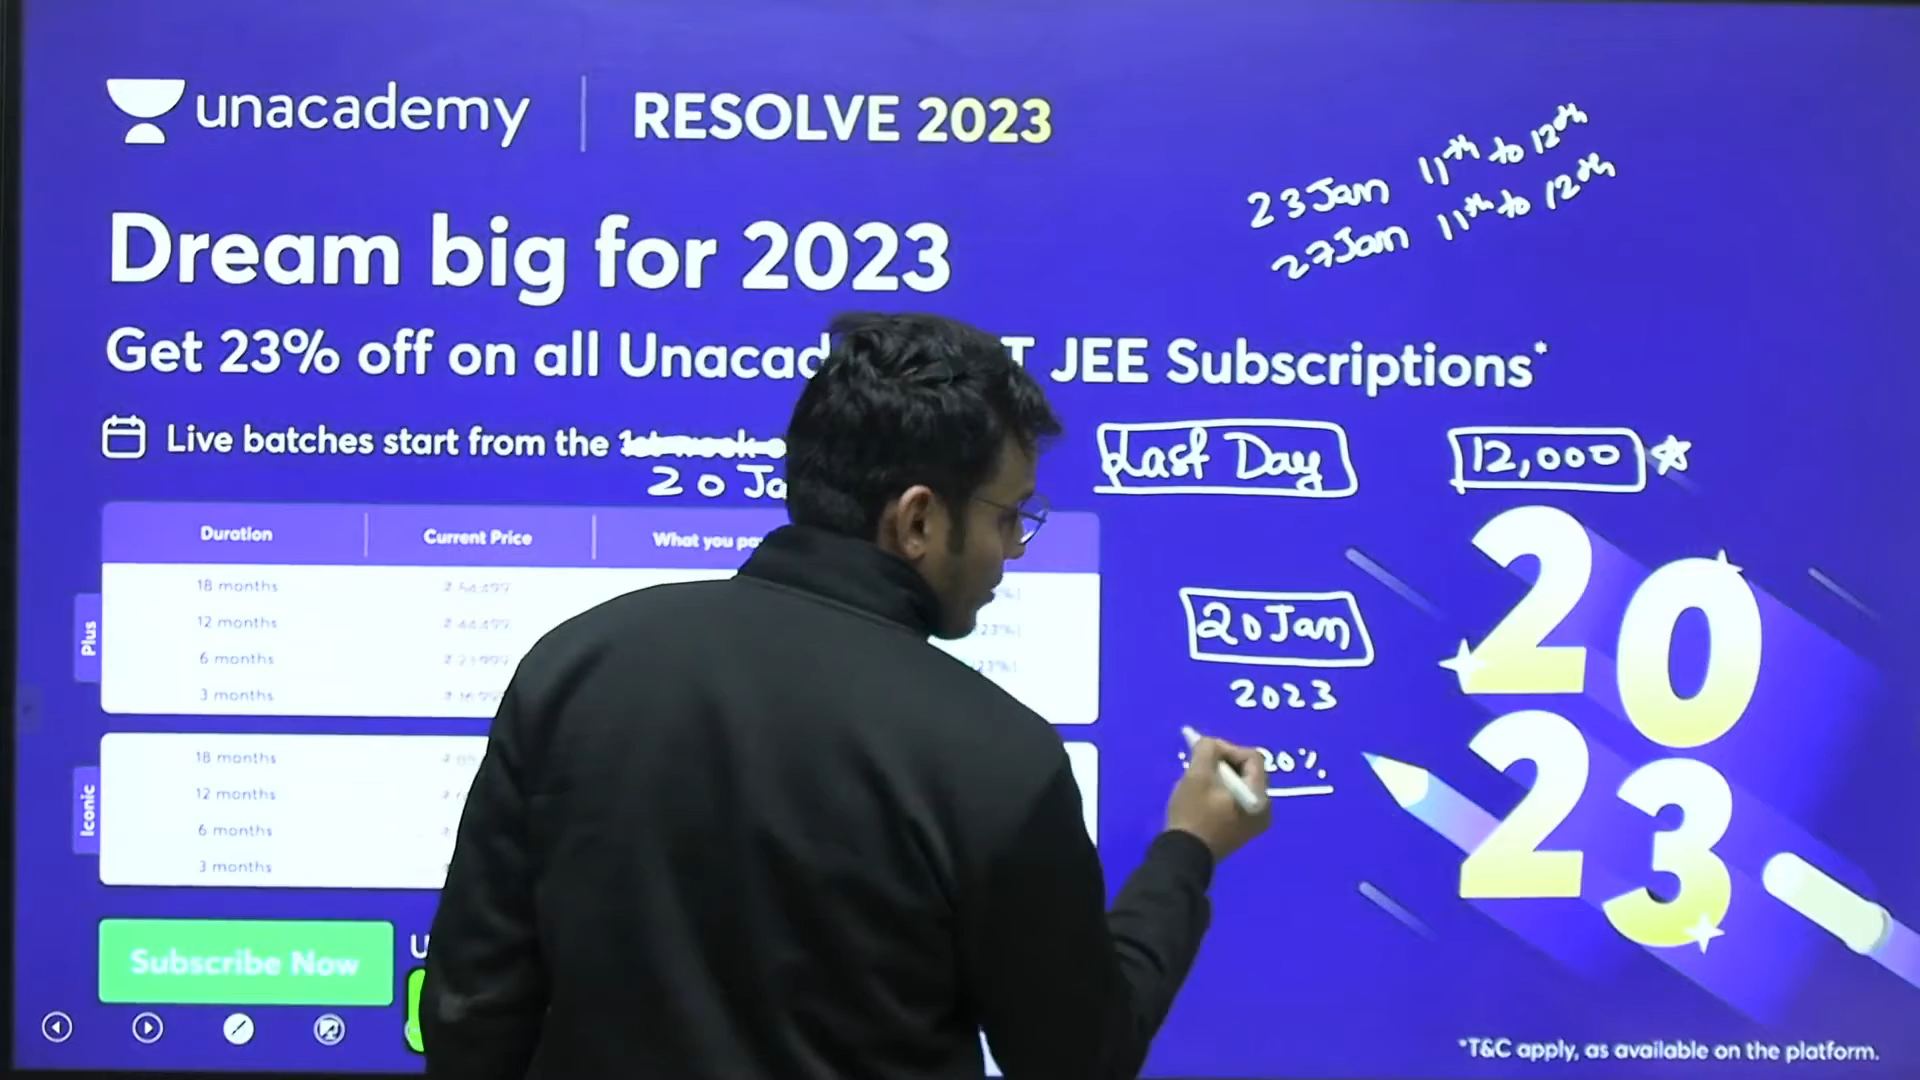 unacademy
RESOLVE 2023
23 Jan 11th to 12th
27 Jan 11th to 12th
Dream big for 2023
Get 23% off on all Unacad T JEE Subscriptions*
Live batches start from the 1st week
20 Ja
Last Day
12,000
Duration
Current Price
What you pa
Plus
18 months
12 months
6 months
3 months
23%)
20 Jan
2023
20%
Iconic
18 months
12 months
6 months
3 months
2023
Subscribe Now
U
*T&C apply, as available on the platform.